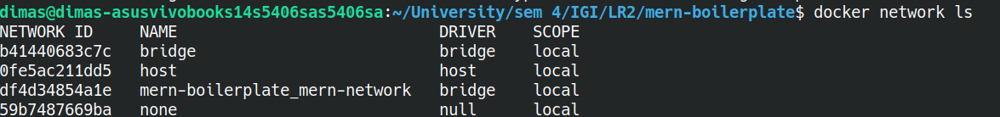 dimas@dimas-asusvivobooks14s5406sas5406sa:~/University/sem 4/IGI/LR2/mern-boilerplate$ docker network ls
NETWORK ID     NAME                            DRIVER    SCOPE
b41440683c7c   bridge                          bridge    local
0fe5ac211dd5   host                            host      local
df4d34854a1e   mern-boilerplate_mern-network   bridge    local
59b7487669ba   none                            null      local